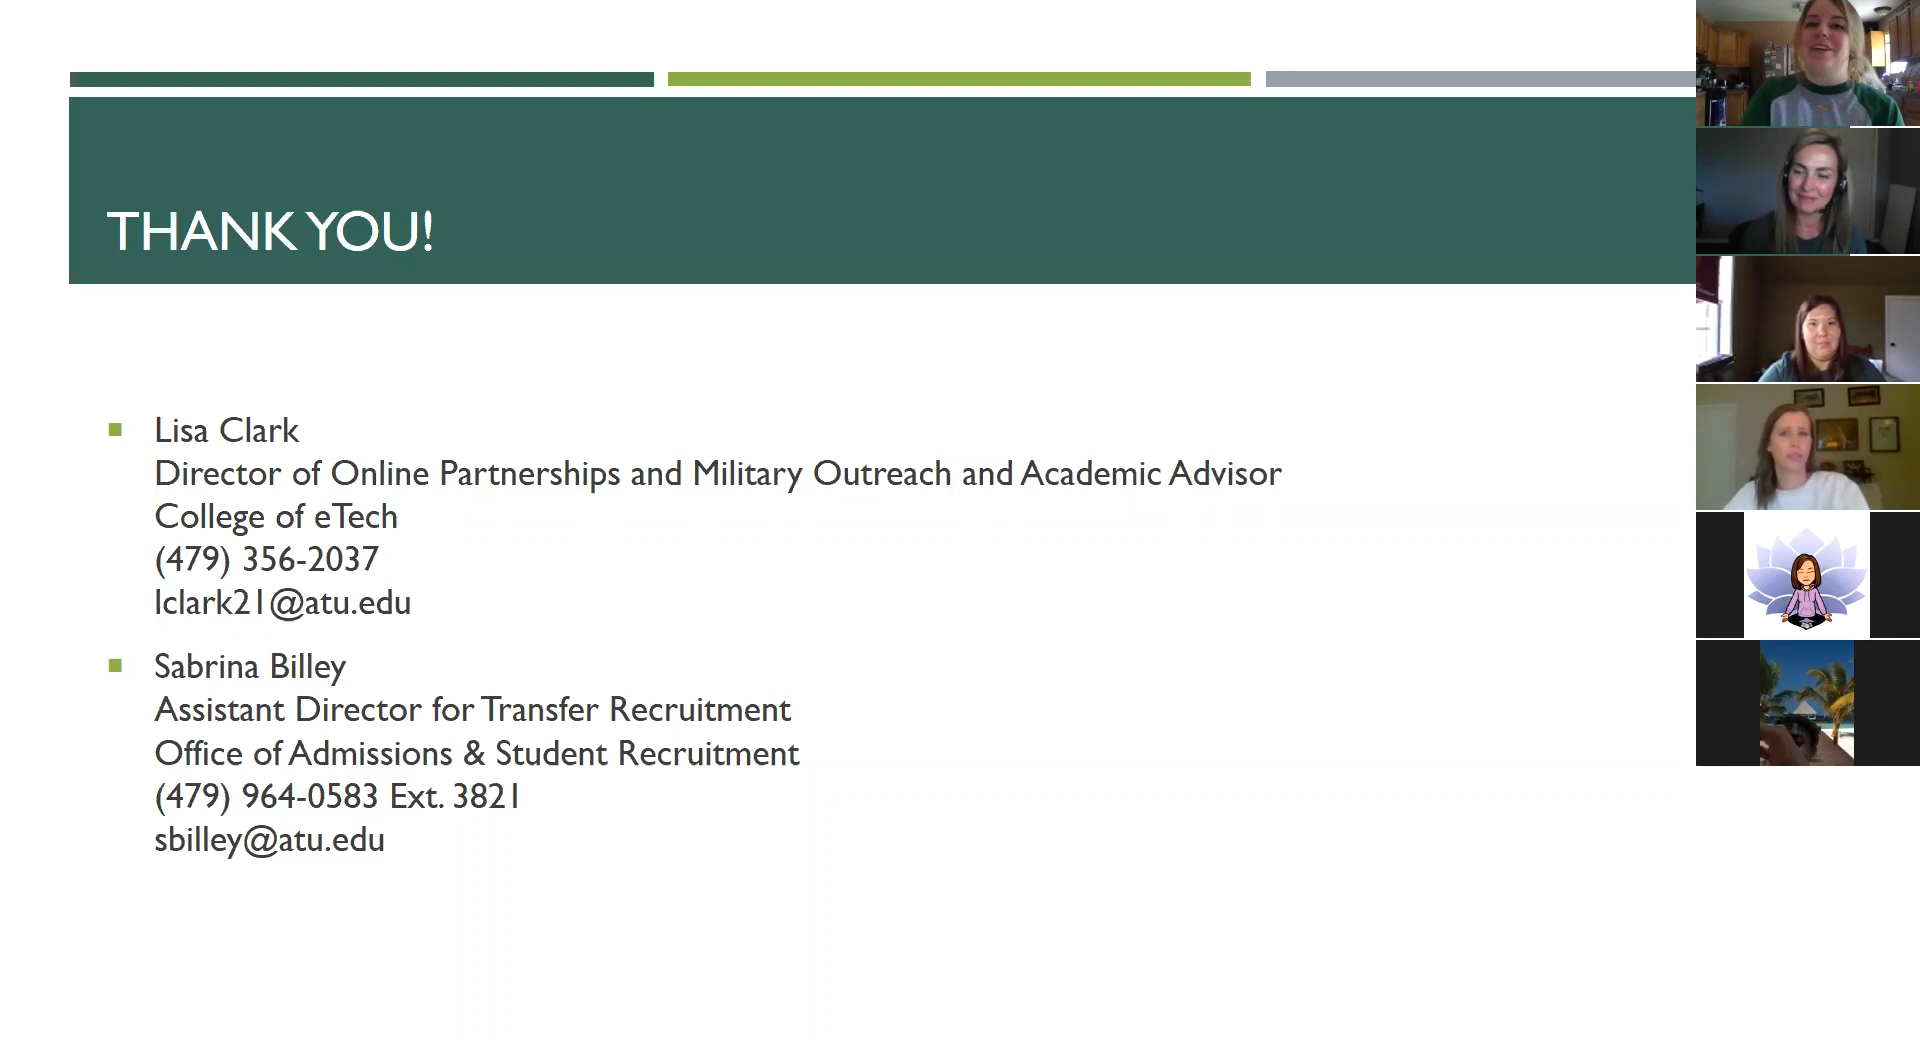 THANK YOU!
Lisa Clark
Director of Online Partnerships and Military Outreach and Academic Advisor
College of eTech
(479) 356-2037
lclark21@atu.edu
Sabrina Billey
Assistant Director for Transfer Recruitment
Office of Admissions & Student Recruitment
(479) 964-0583 Ext. 3821
sbilley@atu.edu